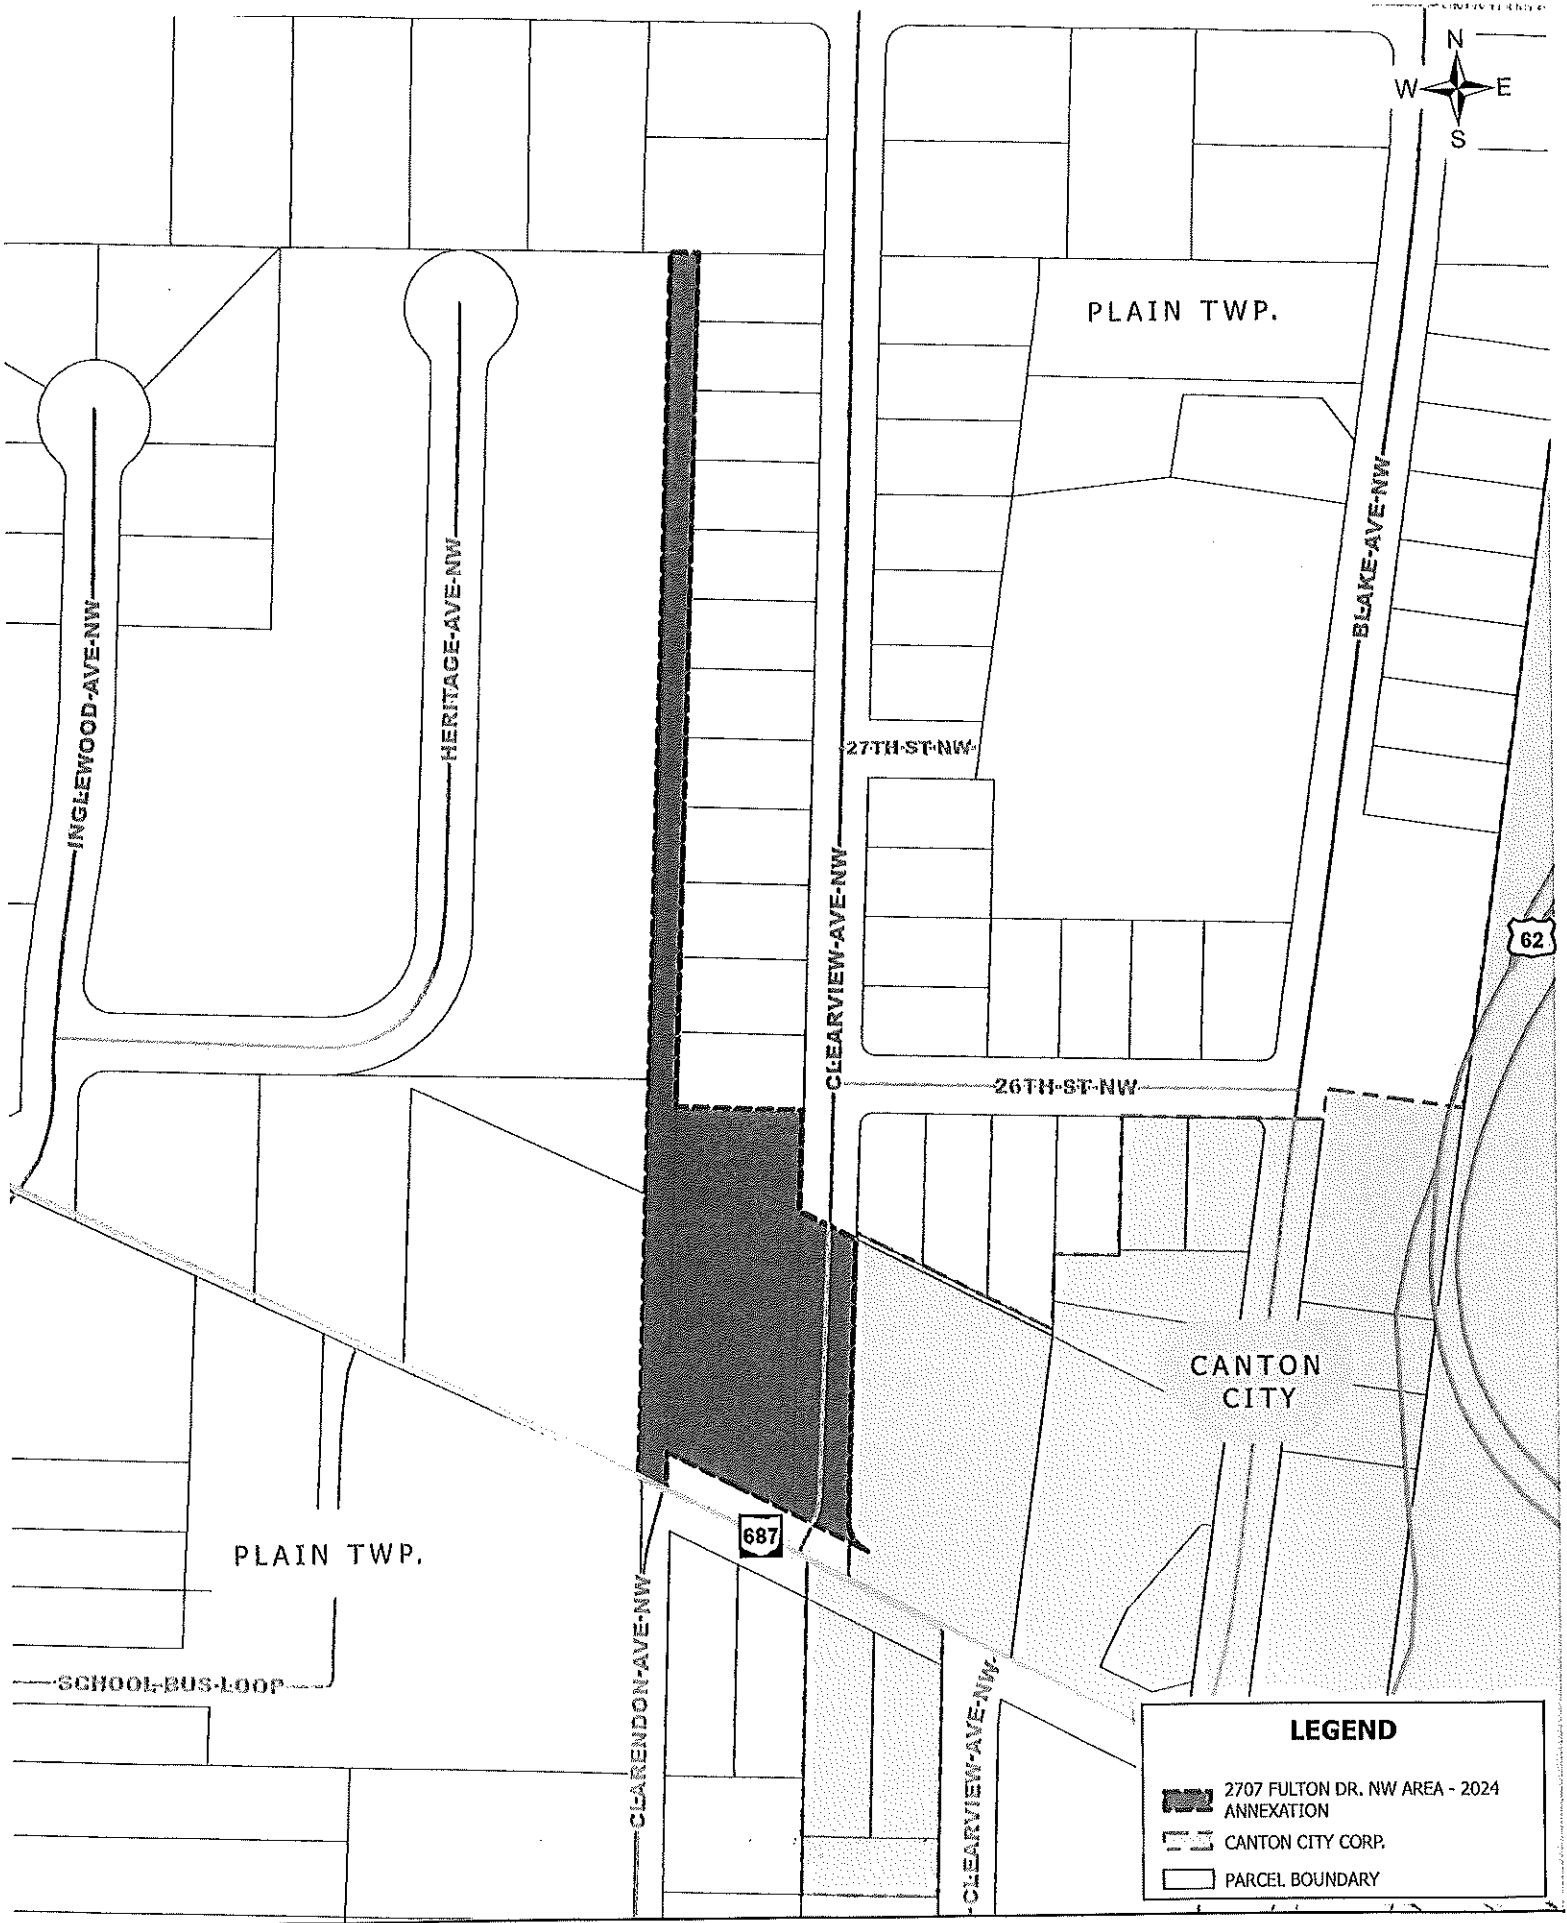 N
W E
S
PLAIN TWP.
BLAKE-AVE-NW
HERITAGE-AVE-NW
INGLEWOOD-AVE-NW
27TH-ST-NW
CLEARVIEW-AVE-NW
62
26TH-ST-NW
CANTON
CITY
687
PLAIN TWP.
CLARENDON-AVE-NW
SCHOOL-BUS-LOOP
CLEARVIEW-AVE-NW
LEGEND
2707 FULTON DR. NW AREA - 2024
ANNEXATION
CANTON CITY CORP.
PARCEL BOUNDARY